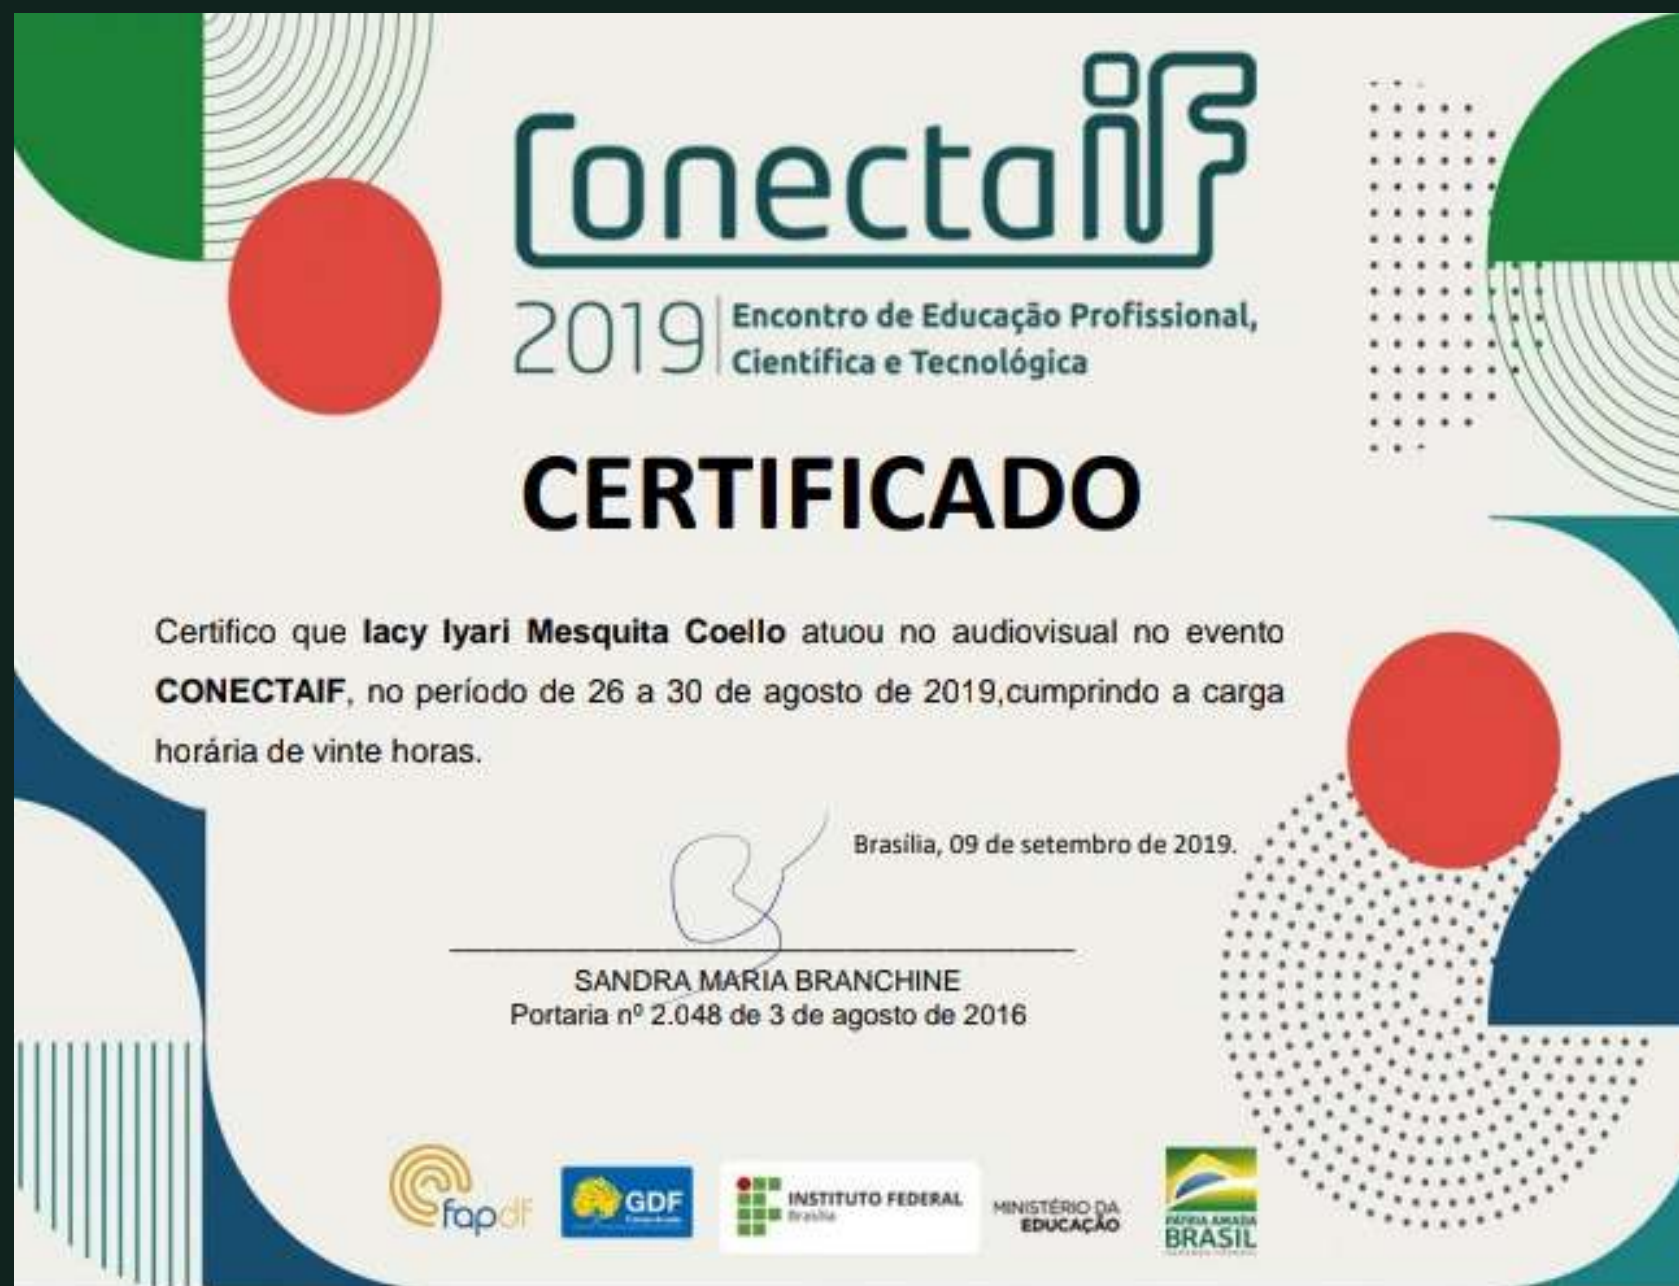 Conectaif
2019 Encontro de Educação Profissional,
Científica e Tecnológica
CERTIFICADO
Certifico que Iacy Iyari Mesquita Coello atuou no audiovisual no evento
CONECTAIF, no período de 26 a 30 de agosto de 2019,cumprindo a carga
horária de vinte horas.
Brasília, 09 de setembro de 2019.
SANDRA MARIA BRANCHINE
Portaria nº 2.048 de 3 de agosto de 2016
fapdf
GDF
INSTITUTO FEDERAL
Brasília
MINISTÉRIO DA
EDUCAÇÃO
PÁTRIA AMADA
BRASIL